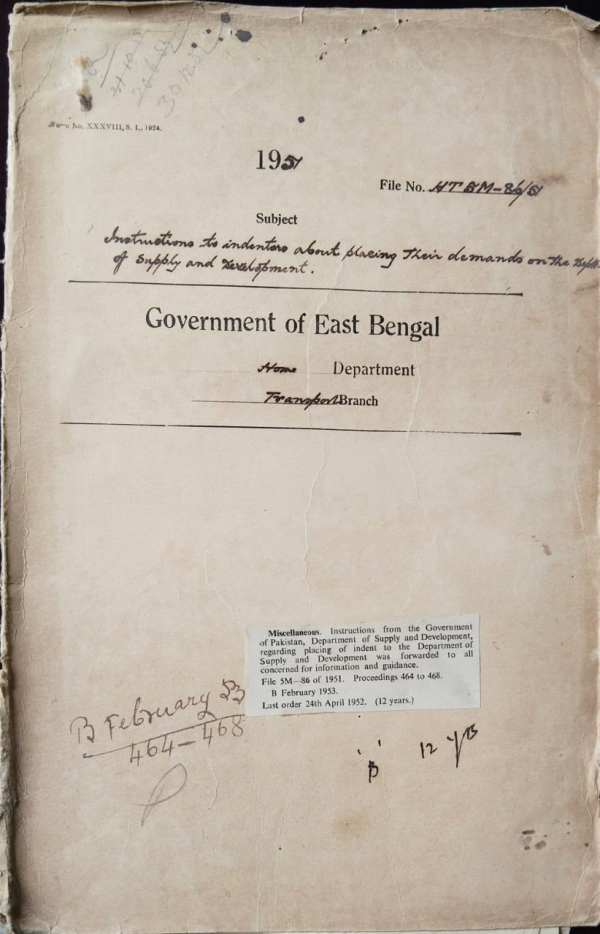 Form No. XXXVIII, S. I., 1924.
1951
File No. HT 5M-86/51
Subject
Instructions to indentors about placing their demands on the Deptt.
of Supply and Development.
Government of East Bengal
Home Department
Transport Branch
Miscellaneous. Instructions from the Government
of Pakistan, Department of Supply and Development,
regarding placing of indent to the Department of
Supply and Development was forwarded to all
concerned for information and guidance.
File 5M—86 of 1951. Proceedings 464 to 468.
B February 1953.
Last order 24th April 1952. (12 years.)
B February 53
464-468
'B' 12 yrs